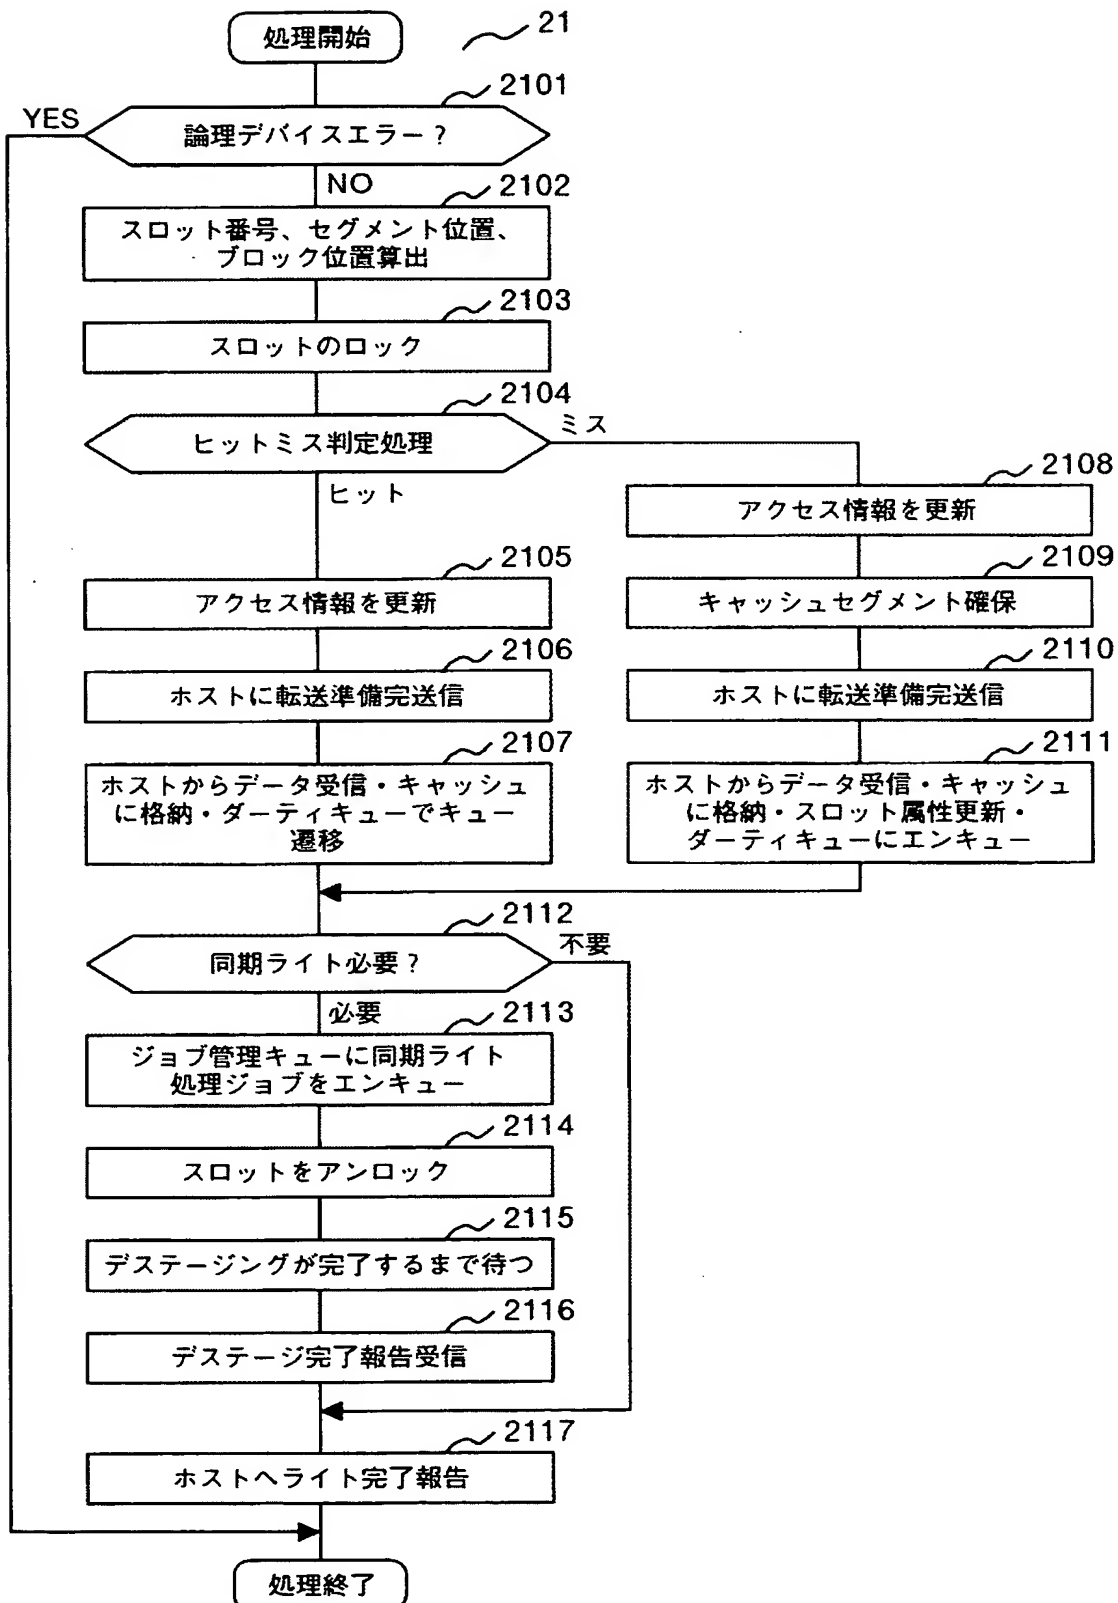 処理開始
21
2101
YES
論理デバイスエラー?
NO
2102
スロット番号、セグメント位置、
ブロック位置算出
2103
スロットのロック
2104
ヒットミス判定処理
ミス
ヒット
2108
アクセス情報を更新
2105
アクセス情報を更新
2109
キャッシュセグメント確保
2106
ホストに転送準備完送信
2110
ホストに転送準備完送信
2107
ホストからデータ受信・キャッシュ
に格納・ダーティキューでキュー
遷移
2111
ホストからデータ受信・キャッシュ
に格納・スロット属性更新・
ダーティキューにエンキュー
2112
同期ライト必要?
不要
必要
2113
ジョブ管理キューに同期ライト
処理ジョブをエンキュー
2114
スロットをアンロック
2115
デステージングが完了するまで待つ
2116
デステージ完了報告受信
2117
ホストへライト完了報告
処理終了